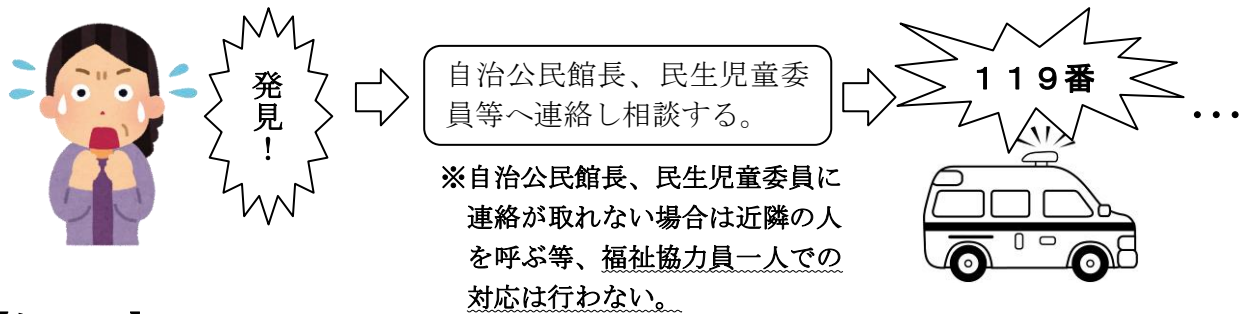 発見！
自治公民館長、民生児童委
員等へ連絡し相談する。
１１９番
・・・
※自治公民館長、民生児童委員に
連絡が取れない場合は近隣の人
を呼ぶ等、福祉協力員一人での
対応は行わない。